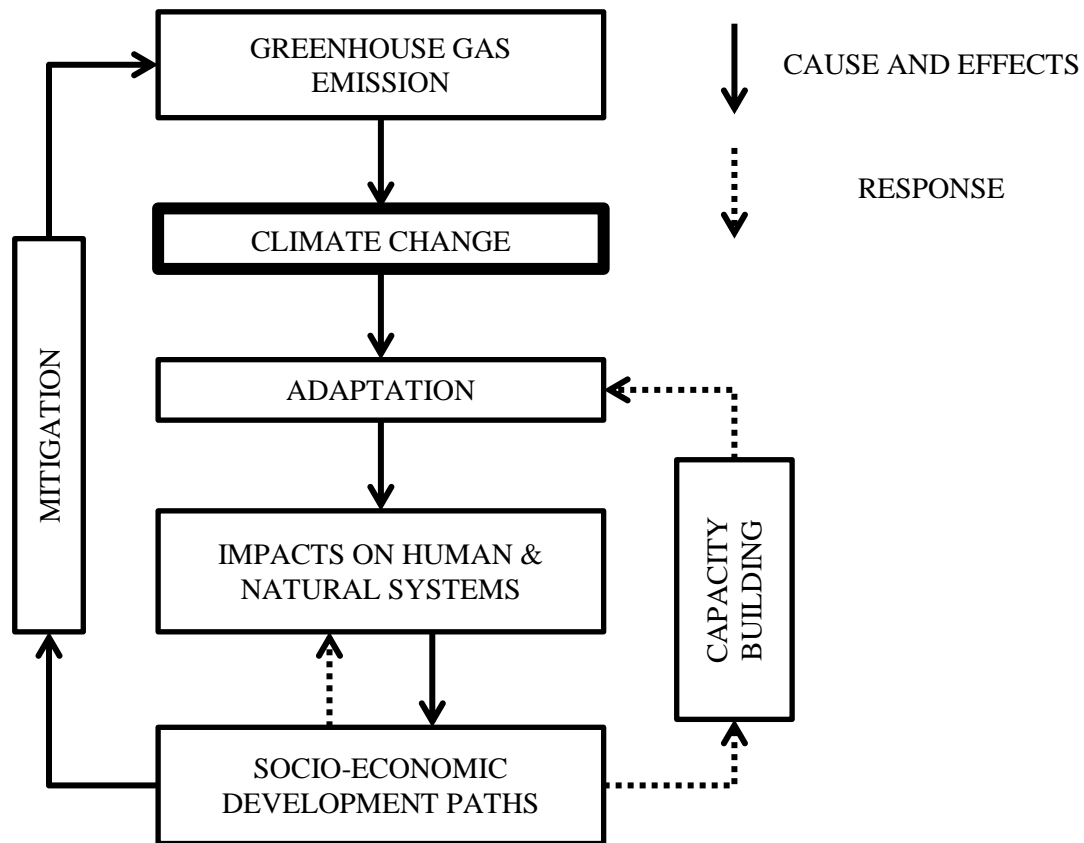 GREENHOUSE GAS
EMISSION
CAUSE AND EFFECTS
RESPONSE
CLIMATE CHANGE
MITIGATION
ADAPTATION
IMPACTS ON HUMAN &
NATURAL SYSTEMS
CAPACITY
BUILDING
SOCIO-ECONOMIC
DEVELOPMENT PATHS